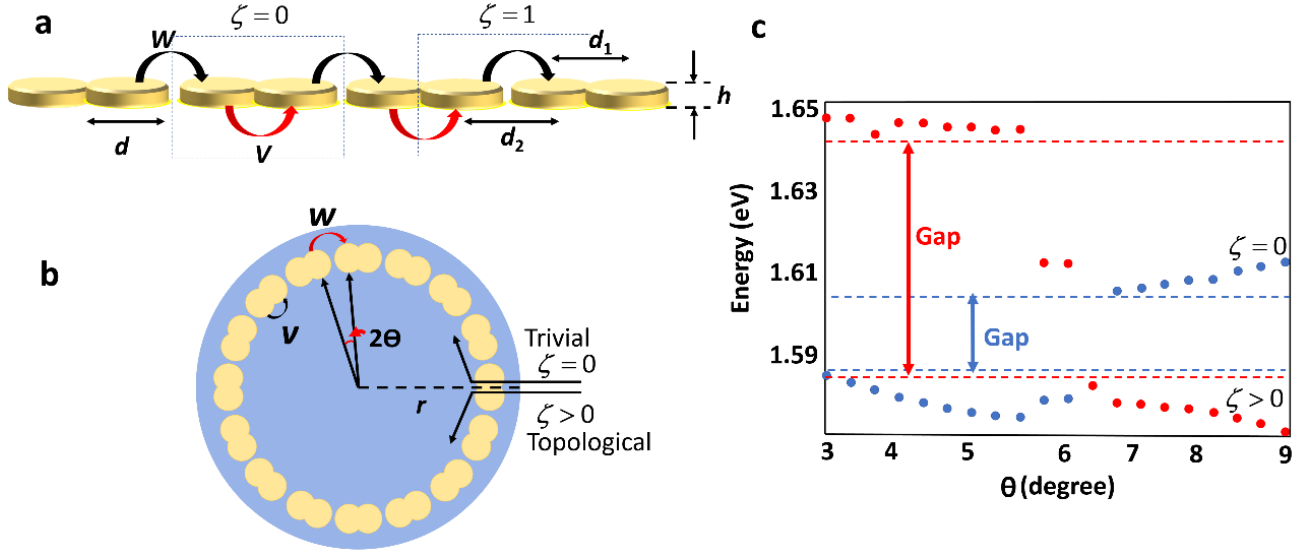 a
ζ = 0
ζ = 1
W
d₁
h
d
V
d₂
b
W
V
2Θ
r
Trivial
ζ = 0
ζ > 0
Topological
c
Energy (eV)
1.65
1.63
1.61
1.59
Gap
Gap
ζ = 0
ζ > 0
3 4 5 6 7 8 9
Θ (degree)